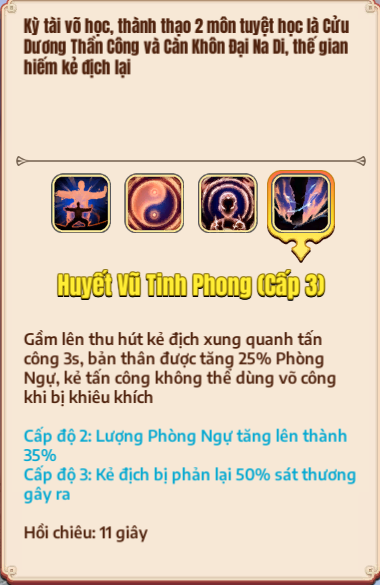 Kỳ tài võ học, thành thạo 2 môn tuyệt học là Cửu
Dương Thần Công và Càn Khôn Đại Na Di, thế gian
hiếm kẻ địch lại
Huyết Vũ Tinh Phong (Cấp 3)
Gầm lên thu hút kẻ địch xung quanh tấn
công 3s, bản thân được tăng 25% Phòng
Ngự, kẻ tấn công không thể dùng võ công
khi bị khiêu khích
Cấp độ 2: Lượng Phòng Ngự tăng lên thành
35%
Cấp độ 3: Kẻ địch bị phản lại 50% sát thương
gây ra
Hồi chiêu: 11 giây